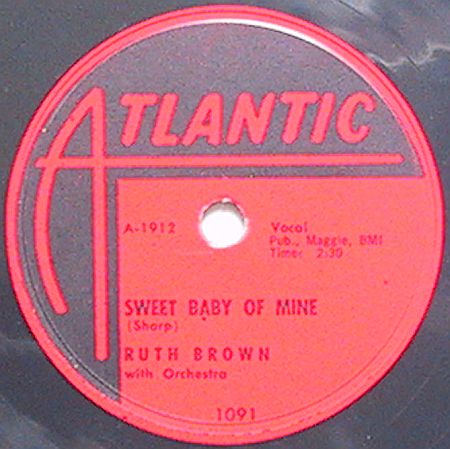 ATLANTIC
A-1912
Vocal
Pub., Maggie, BMI
Time: 2:30
SWEET BABY OF MINE
(Sharp)
RUTH BROWN
with Orchestra
1091